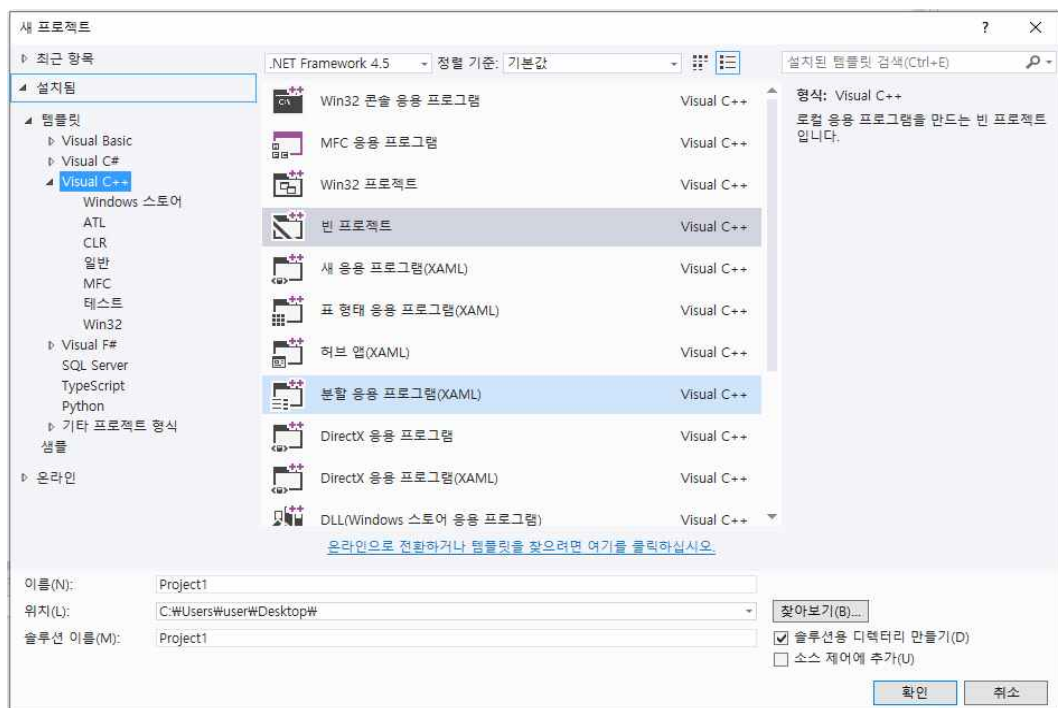 새 프로젝트
?
최근 항목
.NET Framework 4.5
정렬 기준: 기본값
설치된 템플릿 검색(Ctrl+E)
설치됨
템플릿
Visual Basic
Visual C#
Visual C++
Windows 스토어
ATL
CLR
일반
MFC
테스트
Win32
Visual F#
SQL Server
TypeScript
Python
기타 프로젝트 형식
샘플
온라인
Win32 콘솔 응용 프로그램 Visual C++
MFC 응용 프로그램 Visual C++
Win32 프로젝트 Visual C++
빈 프로젝트 Visual C++
새 응용 프로그램(XAML) Visual C++
표 형태 응용 프로그램(XAML) Visual C++
허브 앱(XAML) Visual C++
분할 응용 프로그램(XAML) Visual C++
DirectX 응용 프로그램 Visual C++
DirectX 응용 프로그램(XAML) Visual C++
DLL(Windows 스토어 응용 프로그램) Visual C++
온라인으로 전환하거나 템플릿을 찾으려면 여기를 클릭하십시오.
형식: Visual C++
로컬 응용 프로그램을 만드는 빈 프로젝트
입니다.
이름(N): Project1
위치(L): C:₩Users₩user₩Desktop₩
찾아보기(B)...
솔루션 이름(M): Project1
솔루션용 디렉터리 만들기(D)
소스 제어에 추가(U)
확인
취소